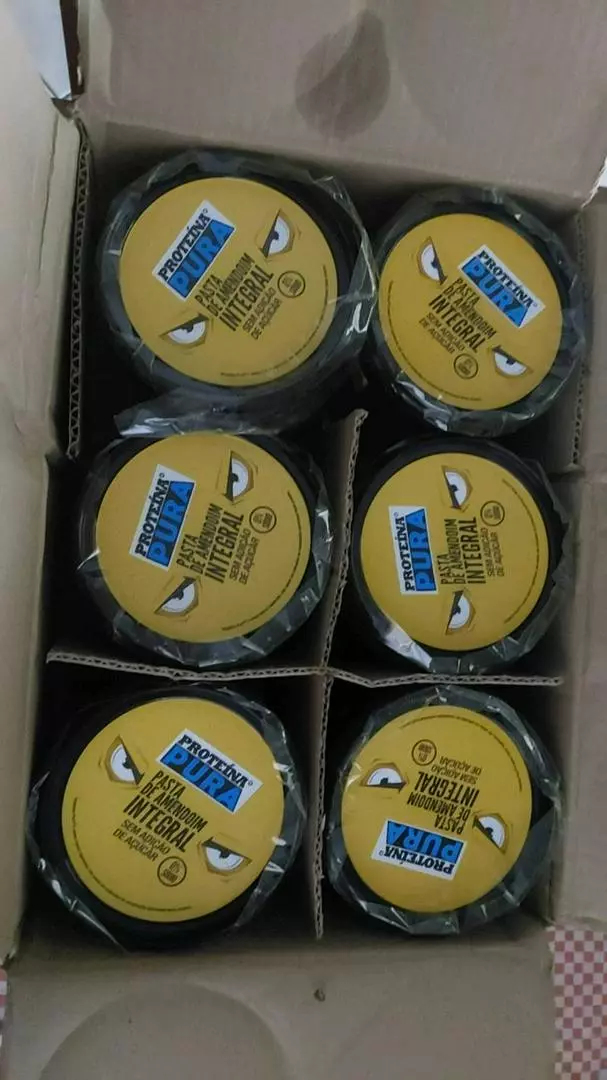 PROTEÍNA®
PURA
PASTA
DE AMENDOIM
INTEGRAL
SEM ADIÇÃO
DE AÇÚCAR
PROTEÍNA®
PURA
PASTA
DE AMENDOIM
INTEGRAL
SEM ADIÇÃO
DE AÇÚCAR
PROTEÍNA®
PURA
PASTA
DE AMENDOIM
INTEGRAL
SEM ADIÇÃO
DE AÇÚCAR
PROTEÍNA®
PURA
PASTA
DE AMENDOIM
INTEGRAL
SEM ADIÇÃO
DE AÇÚCAR
PROTEÍNA®
PURA
PASTA
DE AMENDOIM
INTEGRAL
SEM ADIÇÃO
DE AÇÚCAR
PROTEÍNA®
PURA
PASTA
DE AMENDOIM
INTEGRAL
SEM ADIÇÃO
DE AÇÚCAR